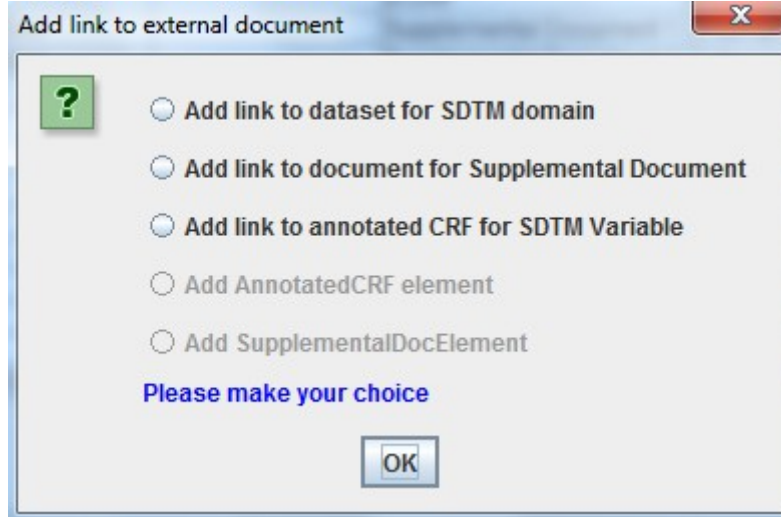 Add link to external document
?
Add link to dataset for SDTM domain
Add link to document for Supplemental Document
Add link to annotated CRF for SDTM Variable
Add AnnotatedCRF element
Add SupplementalDocElement
Please make your choice
OK